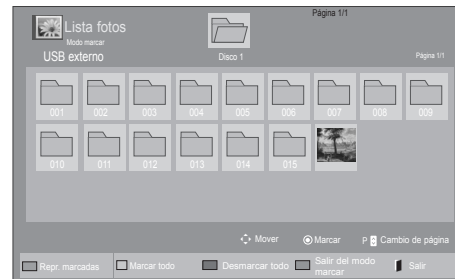 Página 1/1
Lista fotos
Modo marcar
USB externo
Disco 1
Página 1/1
001 002 003 004 005 006 007 008 009
010 011 012 013 014 015
Mover Marcar P Cambio de página
Repr. marcadas Marcar todo Desmarcar todo Salir del modo marcar Salir